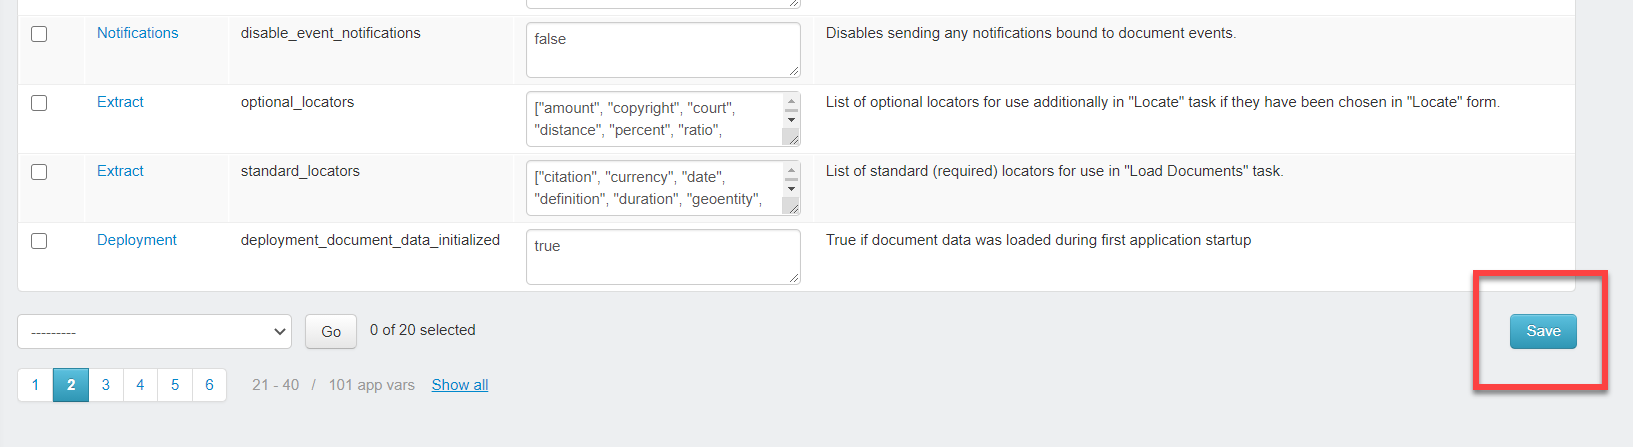 Notifications disable_event_notifications false Disables sending any notifications bound to document events.
Extract optional_locators ["amount", "copyright", "court", List of optional locators for use additionally in "Locate" task if they have been chosen in "Locate" form.
"distance", "percent", "ratio",
Extract standard_locators ["citation", "currency", "date", List of standard (required) locators for use in "Load Documents" task.
"definition", "duration", "geoentity",
Deployment deployment_document_data_initialized true True if document data was loaded during first application startup
--------- Go 0 of 20 selected Save
1 2 3 4 5 6 21 - 40 / 101 app vars Show all